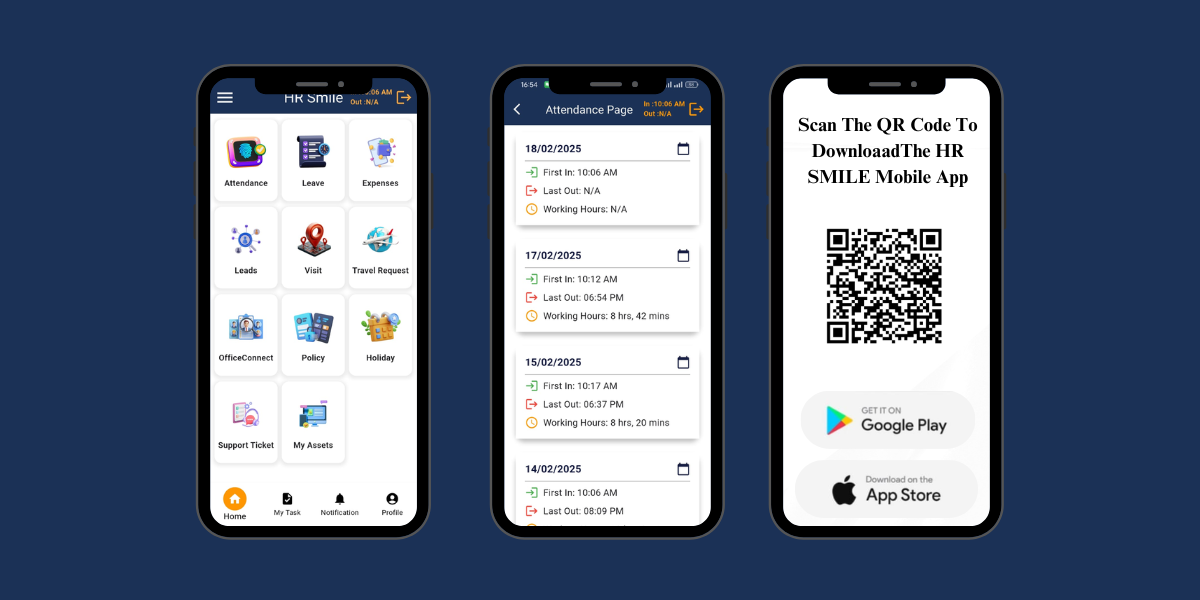 HR Smile
:06 AM
Out :N/A
Attendance
Leave
Expenses
Leads
Visit
Travel Request
OfficeConnect
Policy
Holiday
Support Ticket
My Assets
Home
My Task
Notification
Profile
16:54
Attendance Page
In :10:06 AM
Out :N/A
18/02/2025
First In: 10:06 AM
Last Out: N/A
Working Hours: N/A
17/02/2025
First In: 10:12 AM
Last Out: 06:54 PM
Working Hours: 8 hrs, 42 mins
15/02/2025
First In: 10:17 AM
Last Out: 06:37 PM
Working Hours: 8 hrs, 20 mins
14/02/2025
First In: 10:06 AM
Last Out: 08:09 PM
Scan The QR Code To
DownloaadThe HR
SMILE Mobile App
GET IT ON
Google Play
Download on the
App Store